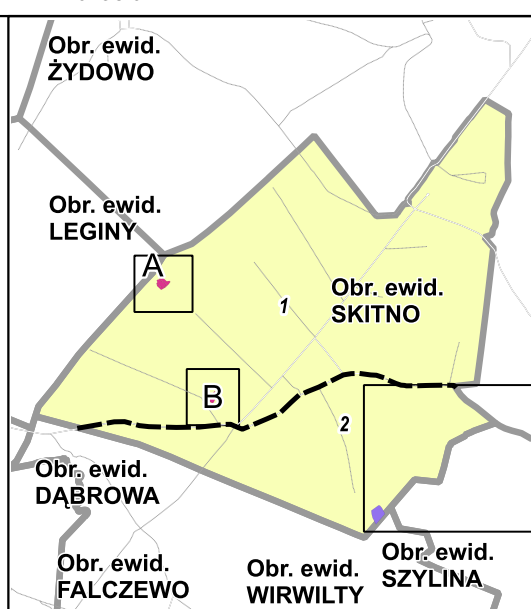 Obr. ewid.
ŻYDOWO
Obr. ewid.
LEGINY
A
Obr. ewid.
SKITNO
1
B
2
Obr. ewid.
DĄBROWA
Obr. ewid.
FALCZEWO
Obr. ewid.
WIRWILTY
Obr. ewid.
SZYLINA